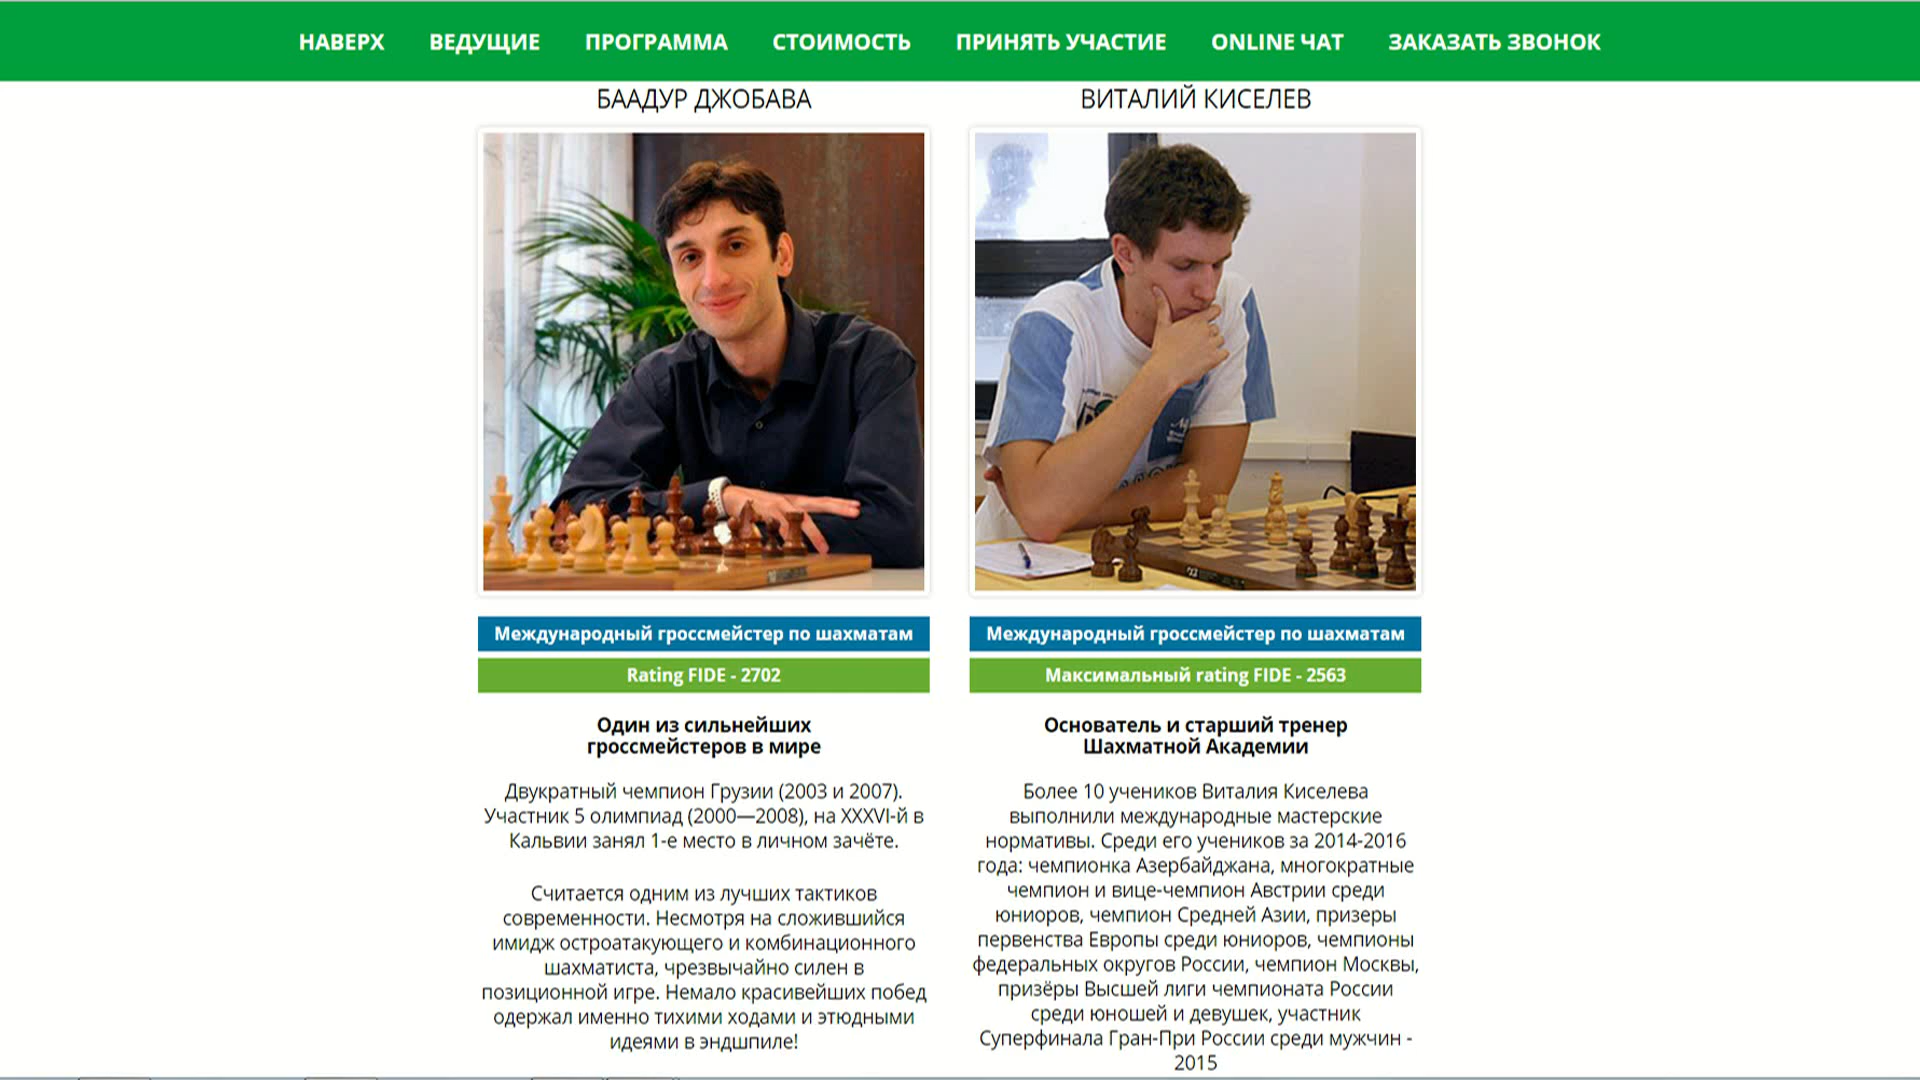 НАВЕРХ ВЕДУЩИЕ ПРОГРАММА СТОИМОСТЬ ПРИНЯТЬ УЧАСТИЕ ONLINE ЧАТ ЗАКАЗАТЬ ЗВОНОК
БААДУР ДЖОБАВА
Международный гроссмейстер по шахматам
Rating FIDE - 2702
Один из сильнейших
гроссмейстеров в мире
Двукратный чемпион Грузии (2003 и 2007).
Участник 5 олимпиад (2000—2008), на XXXVI-й в
Кальвии занял 1-е место в личном зачёте.
Считается одним из лучших тактиков
современности. Несмотря на сложившийся
имидж остроатакующего и комбинационного
шахматиста, чрезвычайно силен в
позиционной игре. Немало красивейших побед
одержал именно тихими ходами и этюдными
идеями в эндшпиле!
ВИТАЛИЙ КИСЕЛЕВ
Международный гроссмейстер по шахматам
Максимальный rating FIDE - 2563
Основатель и старший тренер
Шахматной Академии
Более 10 учеников Виталия Киселева
выполнили международные мастерские
нормативы. Среди его учеников за 2014-2016
года: чемпионка Азербайджана, многократные
чемпион и вице-чемпион Австрии среди
юниоров, чемпион Средней Азии, призеры
первенства Европы среди юниоров, чемпионы
федеральных округов России, чемпион Москвы,
призёры Высшей лиги чемпионата России
среди юношей и девушек, участник
Суперфинала Гран-При России среди мужчин -
2015